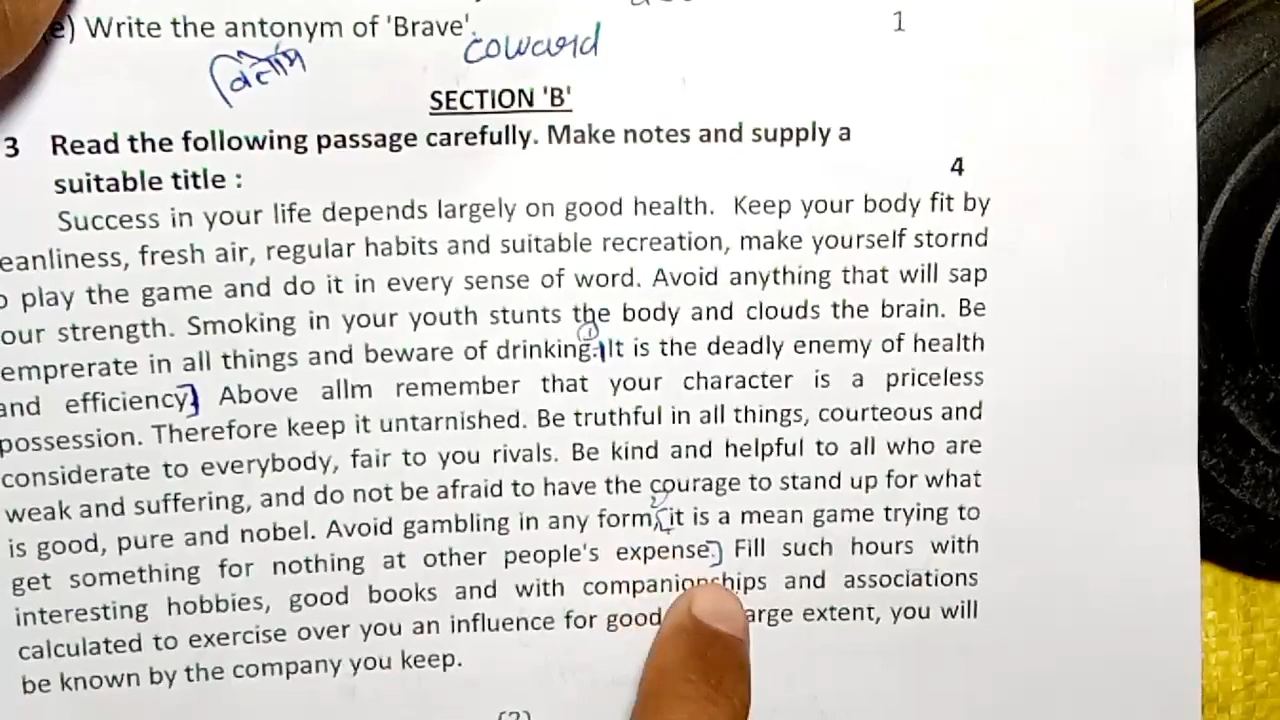 e) Write the antonym of 'Brave'. 1
coward
SECTION 'B'
3 Read the following passage carefully. Make notes and supply a
suitable title : 4
Success in your life depends largely on good health. Keep your body fit by
eanliness, fresh air, regular habits and suitable recreation, make yourself stornd
o play the game and do it in every sense of word. Avoid anything that will sap
our strength. Smoking in your youth stunts the body and clouds the brain. Be
emprerate in all things and beware of drinking. It is the deadly enemy of health
and efficiency. Above allm remember that your character is a priceless
possession. Therefore keep it untarnished. Be truthful in all things, courteous and
considerate to everybody, fair to you rivals. Be kind and helpful to all who are
weak and suffering, and do not be afraid to have the courage to stand up for what
is good, pure and nobel. Avoid gambling in any form, it is a mean game trying to
get something for nothing at other people's expense. Fill such hours with
interesting hobbies, good books and with companionships and associations
calculated to exercise over you an influence for good arge extent, you will
be known by the company you keep.